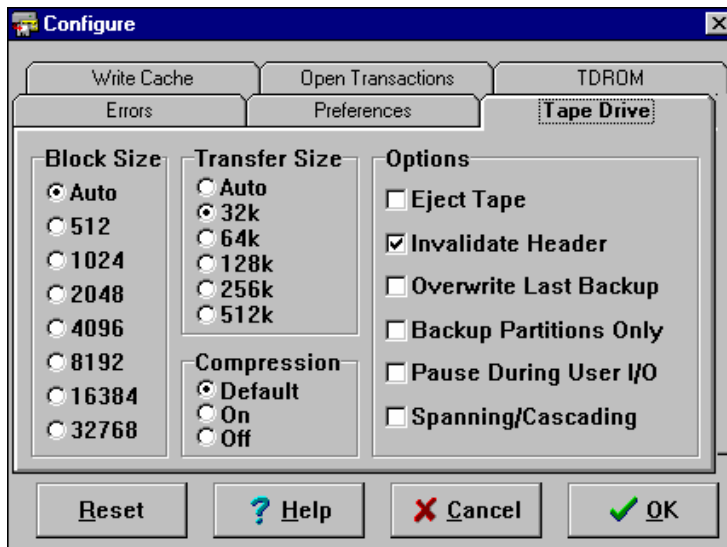 Configure
Write Cache
Open Transactions
TDROM
Errors
Preferences
Tape Drive
Block Size
Auto
512
1024
2048
4096
8192
16384
32768
Transfer Size
Auto
32k
64k
128k
256k
512k
Compression
Default
On
Off
Options
Eject Tape
Invalidate Header
Overwrite Last Backup
Backup Partitions Only
Pause During User I/O
Spanning/Cascading
Reset
? Help
Cancel
OK